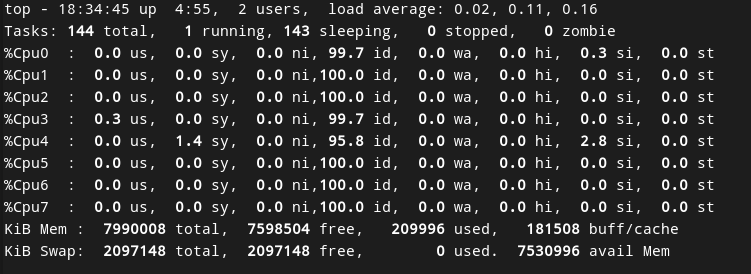 top - 18:34:45 up  4:55,  2 users,  load average: 0.02, 0.11, 0.16
Tasks: 144 total,   1 running, 143 sleeping,   0 stopped,   0 zombie
%Cpu0  :  0.0 us,  0.0 sy,  0.0 ni, 99.7 id,  0.0 wa,  0.0 hi,  0.3 si,  0.0 st
%Cpu1  :  0.0 us,  0.0 sy,  0.0 ni,100.0 id,  0.0 wa,  0.0 hi,  0.0 si,  0.0 st
%Cpu2  :  0.0 us,  0.0 sy,  0.0 ni,100.0 id,  0.0 wa,  0.0 hi,  0.0 si,  0.0 st
%Cpu3  :  0.3 us,  0.0 sy,  0.0 ni, 99.7 id,  0.0 wa,  0.0 hi,  0.0 si,  0.0 st
%Cpu4  :  0.0 us,  1.4 sy,  0.0 ni, 95.8 id,  0.0 wa,  0.0 hi,  2.8 si,  0.0 st
%Cpu5  :  0.0 us,  0.0 sy,  0.0 ni,100.0 id,  0.0 wa,  0.0 hi,  0.0 si,  0.0 st
%Cpu6  :  0.0 us,  0.0 sy,  0.0 ni,100.0 id,  0.0 wa,  0.0 hi,  0.0 si,  0.0 st
%Cpu7  :  0.0 us,  0.0 sy,  0.0 ni,100.0 id,  0.0 wa,  0.0 hi,  0.0 si,  0.0 st
KiB Mem :  7990008 total,  7598504 free,   209996 used,   181508 buff/cache
KiB Swap:  2097148 total,  2097148 free,        0 used.  7530996 avail Mem